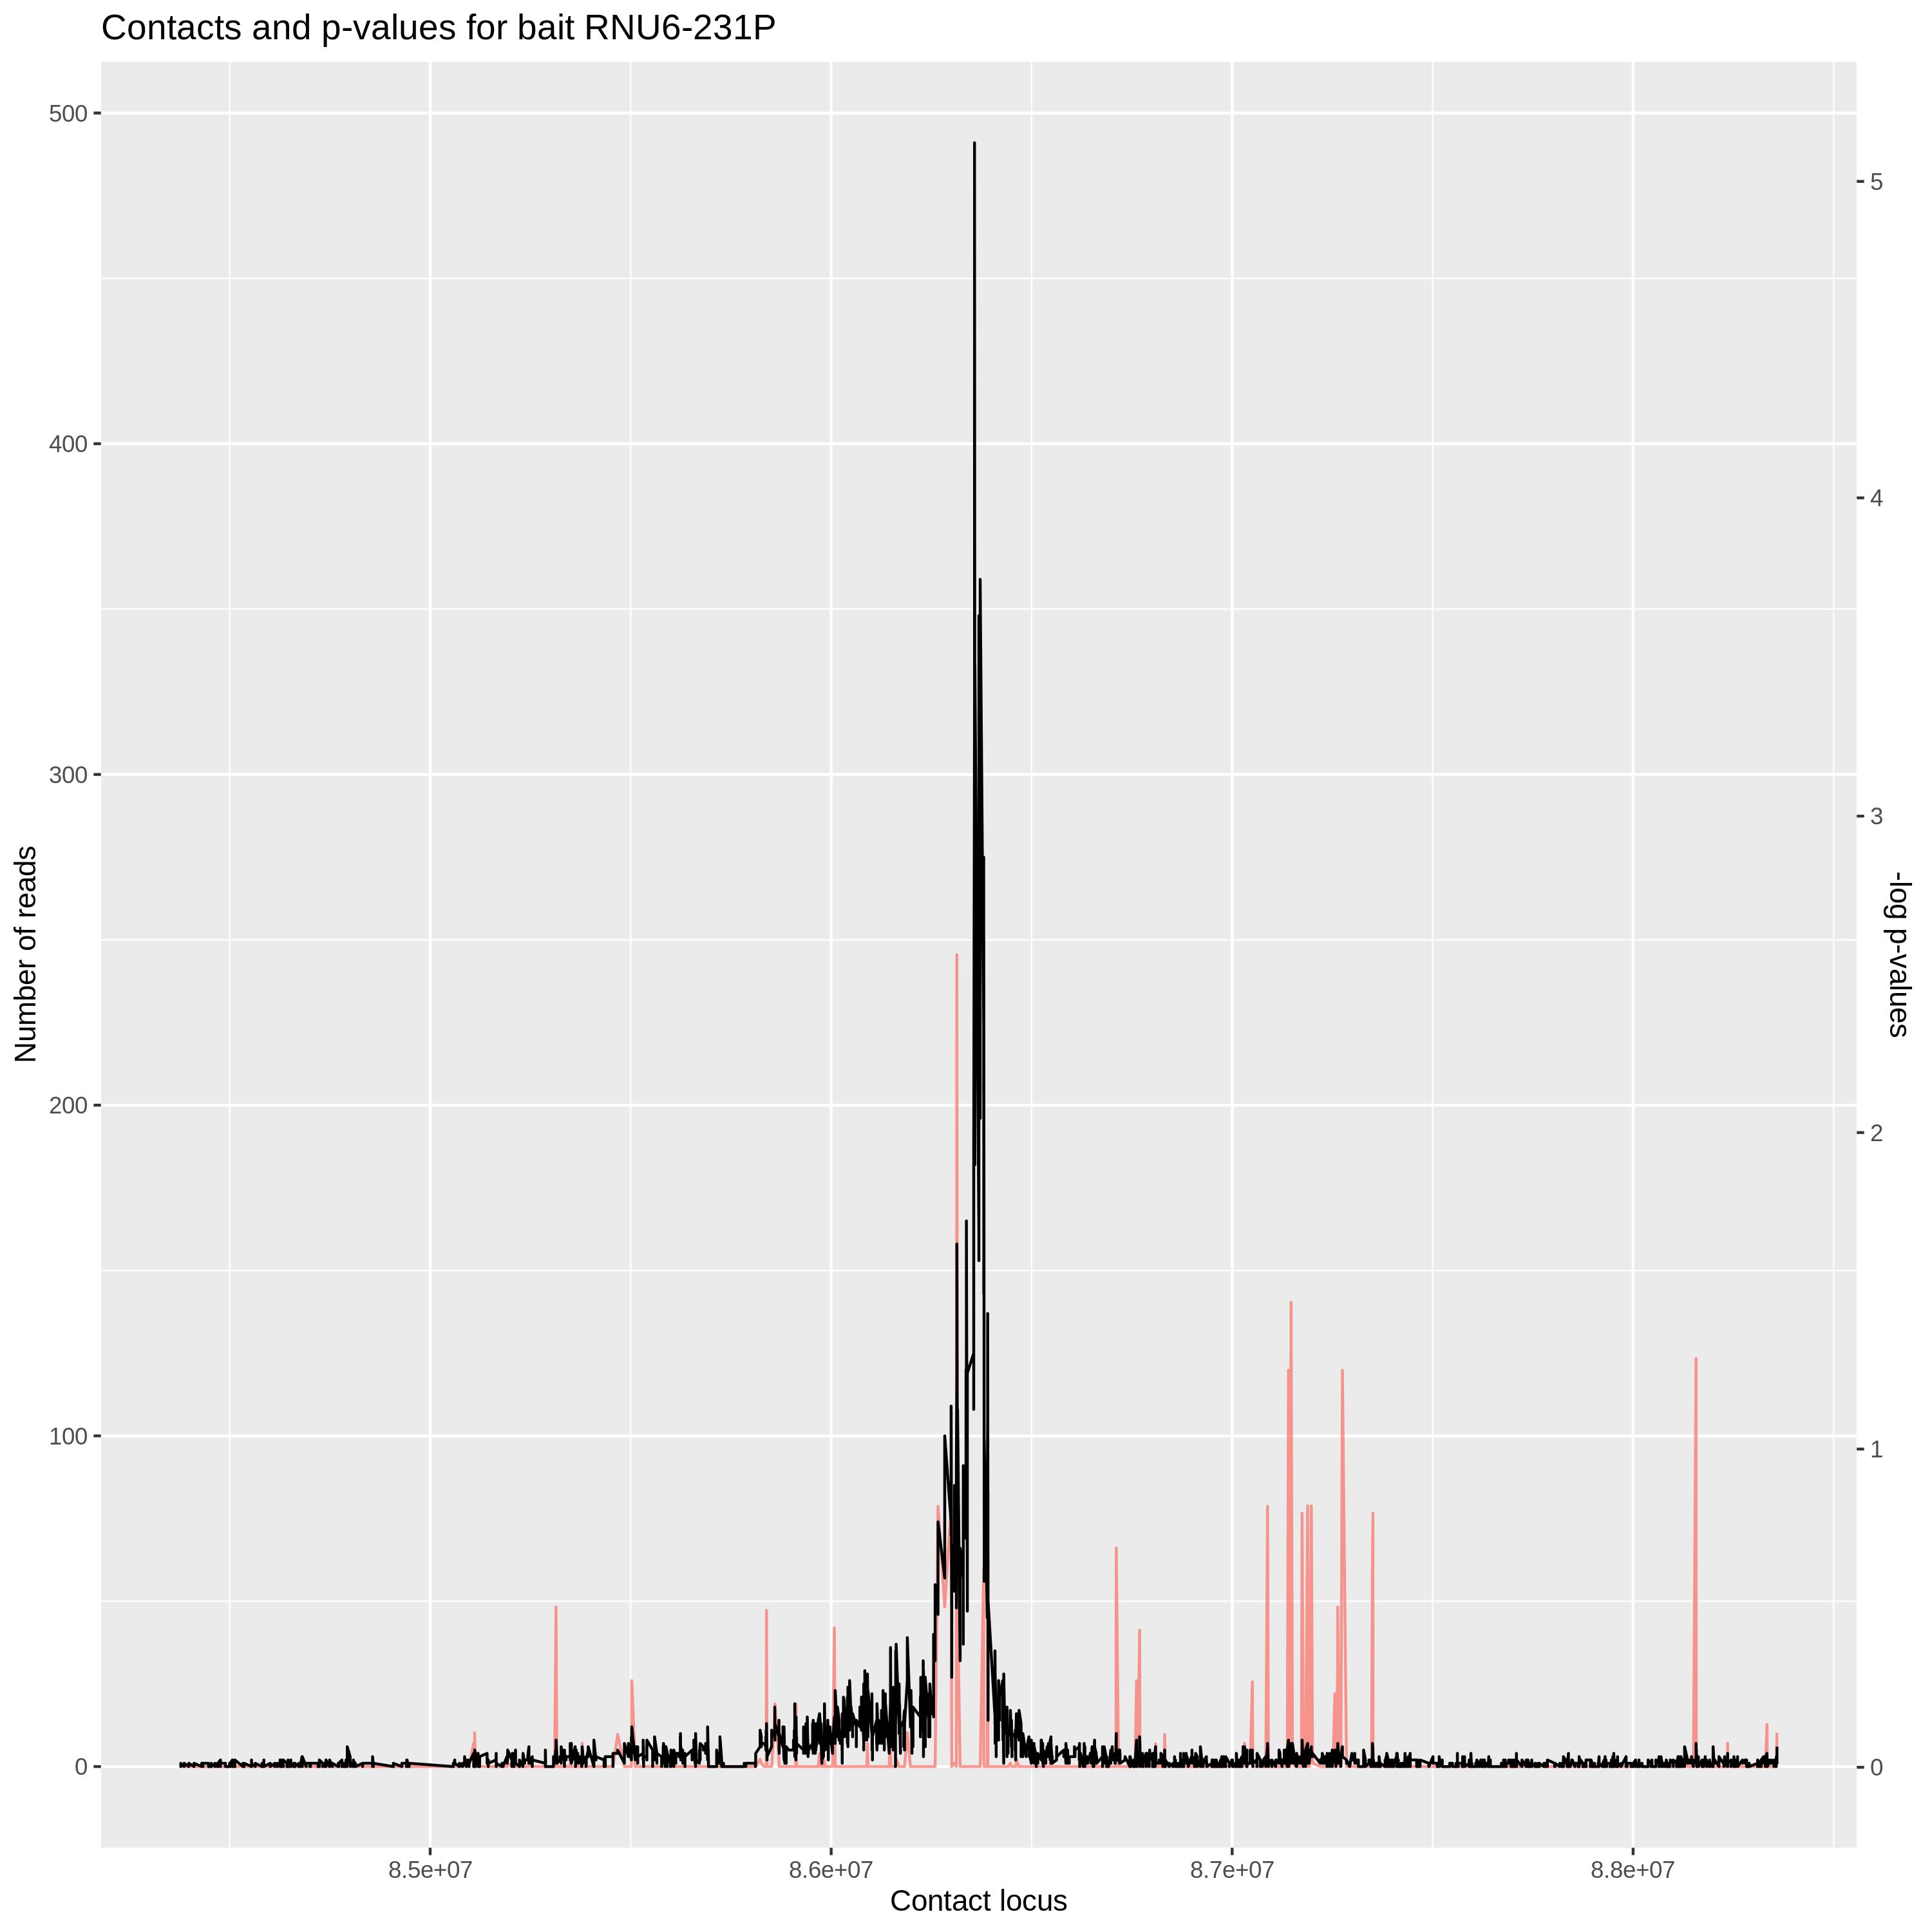 Contacts and p-values for bait RNU6-231P
500
400
300
200
100
0
Number of reads
5
4
3
2
1
0
-log p-values
8.5e+07
8.6e+07
8.7e+07
8.8e+07
Contact locus